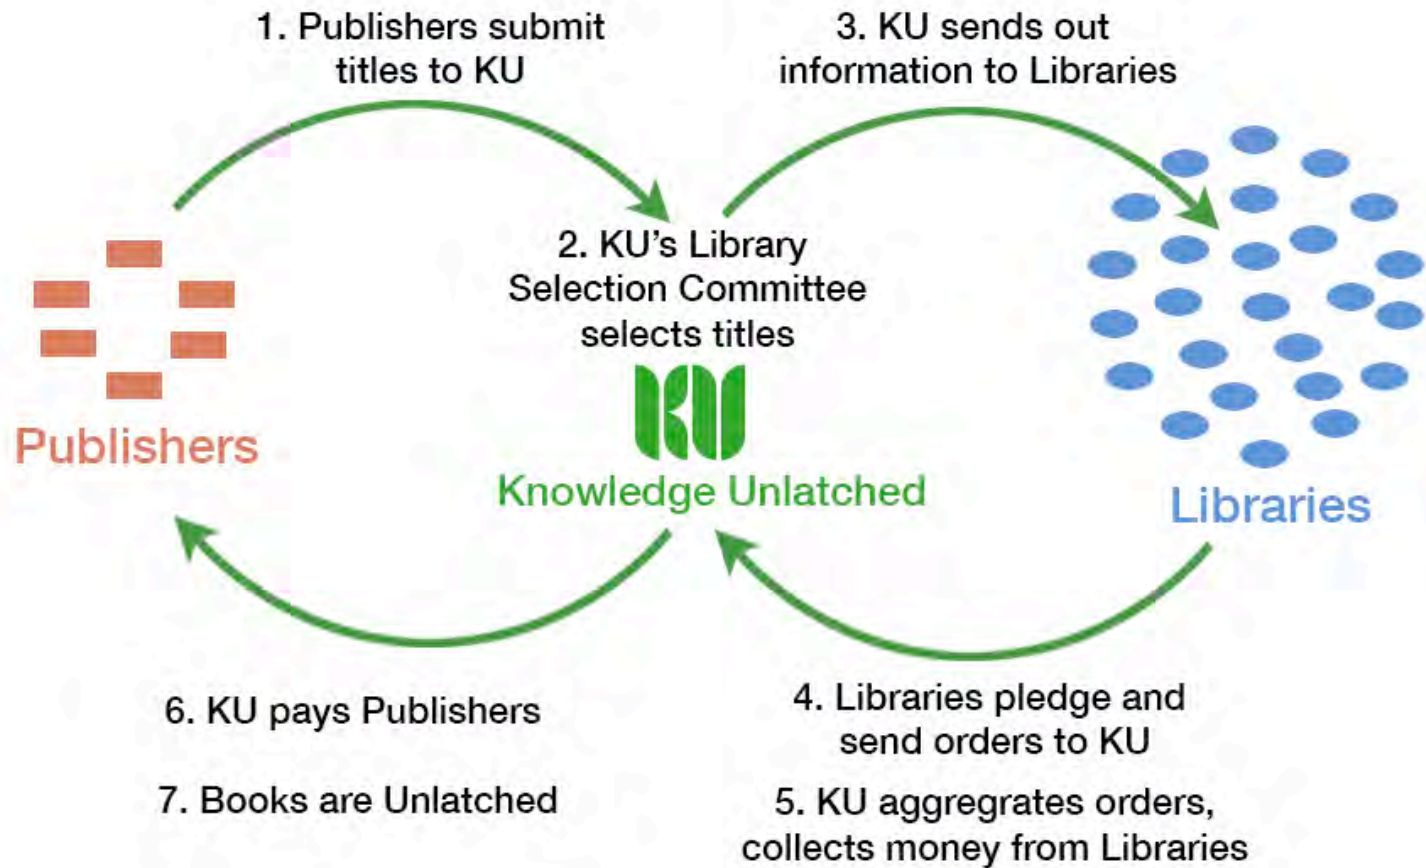 1. Publishers submit
titles to KU
3. KU sends out
information to Libraries
2. KU's Library
Selection Committee
selects titles
KU
Knowledge Unlatched
Publishers
Libraries
6. KU pays Publishers
7. Books are Unlatched
4. Libraries pledge and
send orders to KU
5. KU aggregrates orders,
collects money from Libraries